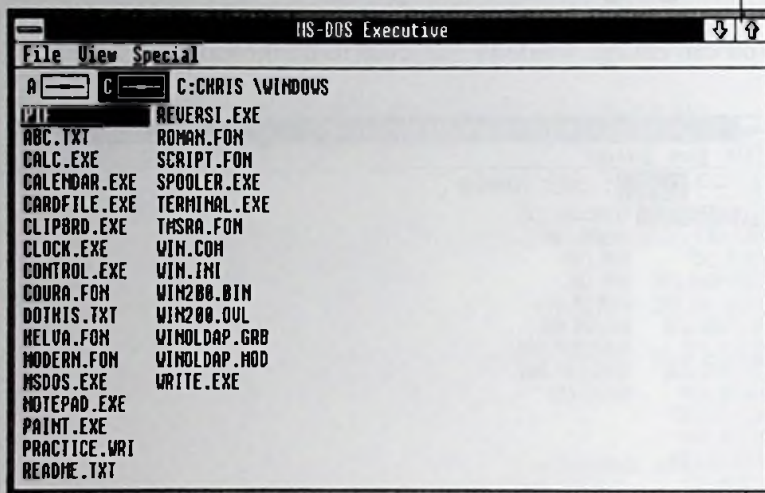 MS-DOS Executive
File View Special
A C C:CHRIS \WINDOWS
PIF
ABC.TXT
CALC.EXE
CALENDAR.EXE
CARDFILE.EXE
CLIPBRD.EXE
CLOCK.EXE
CONTROL.EXE
COURA.FON
DOTHIS.TXT
HELVA.FON
MODERN.FON
MSDOS.EXE
NOTEPAD.EXE
PAINT.EXE
PRACTICE.WRI
README.TXT
REVERSI.EXE
ROMAN.FON
SCRIPT.FON
SPOOLER.EXE
TERMINAL.EXE
TMSRA.FON
WIN.COM
WIN.INI
WIN200.BIN
WIN200.OVL
WINOLDAP.GRB
WINOLDAP.MOD
WRITE.EXE